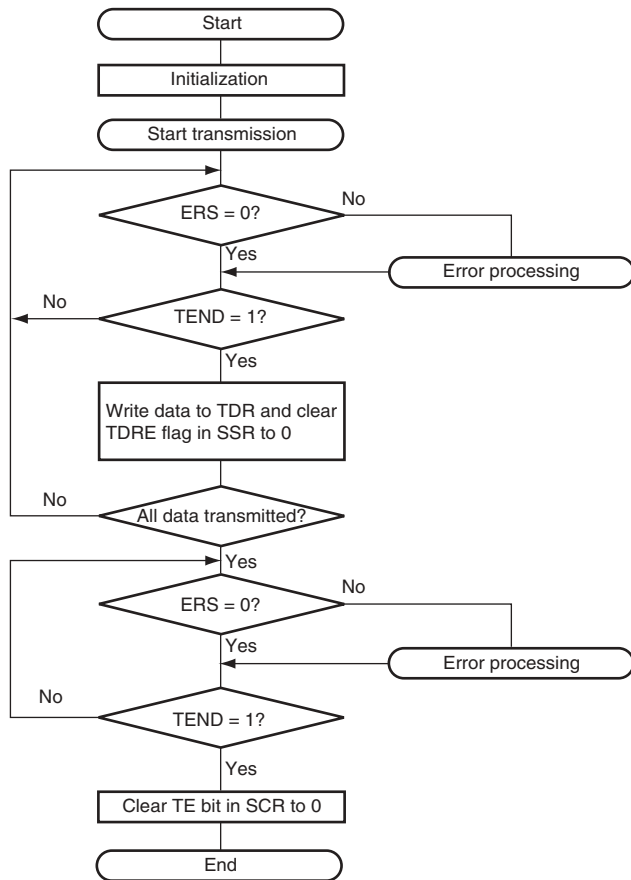 Start
Initialization
Start transmission
ERS = 0?
No
Yes
Error processing
No
TEND = 1?
Yes
Write data to TDR and clear
TDRE flag in SSR to 0
No
All data transmitted?
Yes
No
ERS = 0?
Yes
Error processing
No
TEND = 1?
Yes
Clear TE bit in SCR to 0
End